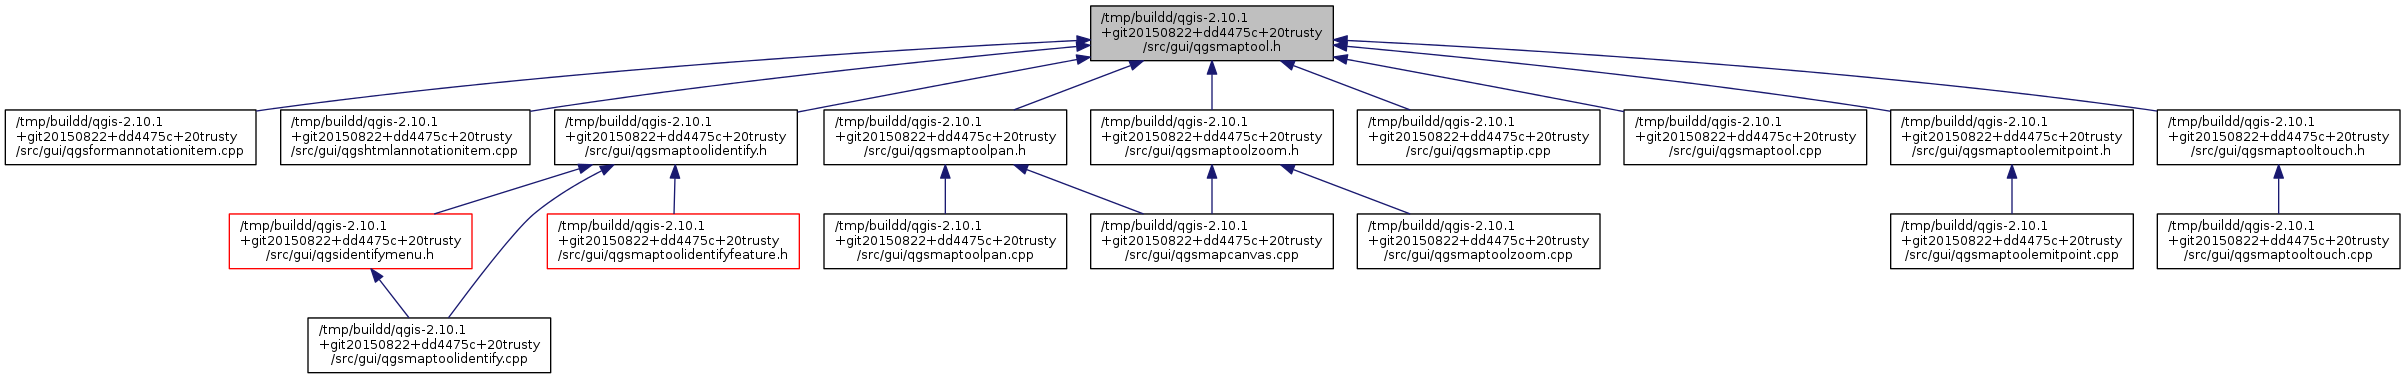 /tmp/buildd/qgis-2.10.1
+git20150822+dd4475c+20trusty
/src/gui/qgsmaptool.h
/tmp/buildd/qgis-2.10.1
+git20150822+dd4475c+20trusty
/src/gui/qgsformannotationitem.cpp
/tmp/buildd/qgis-2.10.1
+git20150822+dd4475c+20trusty
/src/gui/qgshtmlannotationitem.cpp
/tmp/buildd/qgis-2.10.1
+git20150822+dd4475c+20trusty
/src/gui/qgsmaptoolidentify.h
/tmp/buildd/qgis-2.10.1
+git20150822+dd4475c+20trusty
/src/gui/qgsmaptoolpan.h
/tmp/buildd/qgis-2.10.1
+git20150822+dd4475c+20trusty
/src/gui/qgsmaptoolzoom.h
/tmp/buildd/qgis-2.10.1
+git20150822+dd4475c+20trusty
/src/gui/qgsmaptip.cpp
/tmp/buildd/qgis-2.10.1
+git20150822+dd4475c+20trusty
/src/gui/qgsmaptool.cpp
/tmp/buildd/qgis-2.10.1
+git20150822+dd4475c+20trusty
/src/gui/qgsmaptoolemitpoint.h
/tmp/buildd/qgis-2.10.1
+git20150822+dd4475c+20trusty
/src/gui/qgsmaptooltouch.h
/tmp/buildd/qgis-2.10.1
+git20150822+dd4475c+20trusty
/src/gui/qgsidentifymenu.h
/tmp/buildd/qgis-2.10.1
+git20150822+dd4475c+20trusty
/src/gui/qgsmaptoolidentifyfeature.h
/tmp/buildd/qgis-2.10.1
+git20150822+dd4475c+20trusty
/src/gui/qgsmaptoolpan.cpp
/tmp/buildd/qgis-2.10.1
+git20150822+dd4475c+20trusty
/src/gui/qgsmapcanvas.cpp
/tmp/buildd/qgis-2.10.1
+git20150822+dd4475c+20trusty
/src/gui/qgsmaptoolzoom.cpp
/tmp/buildd/qgis-2.10.1
+git20150822+dd4475c+20trusty
/src/gui/qgsmaptoolemitpoint.cpp
/tmp/buildd/qgis-2.10.1
+git20150822+dd4475c+20trusty
/src/gui/qgsmaptooltouch.cpp
/tmp/buildd/qgis-2.10.1
+git20150822+dd4475c+20trusty
/src/gui/qgsmaptoolidentify.cpp